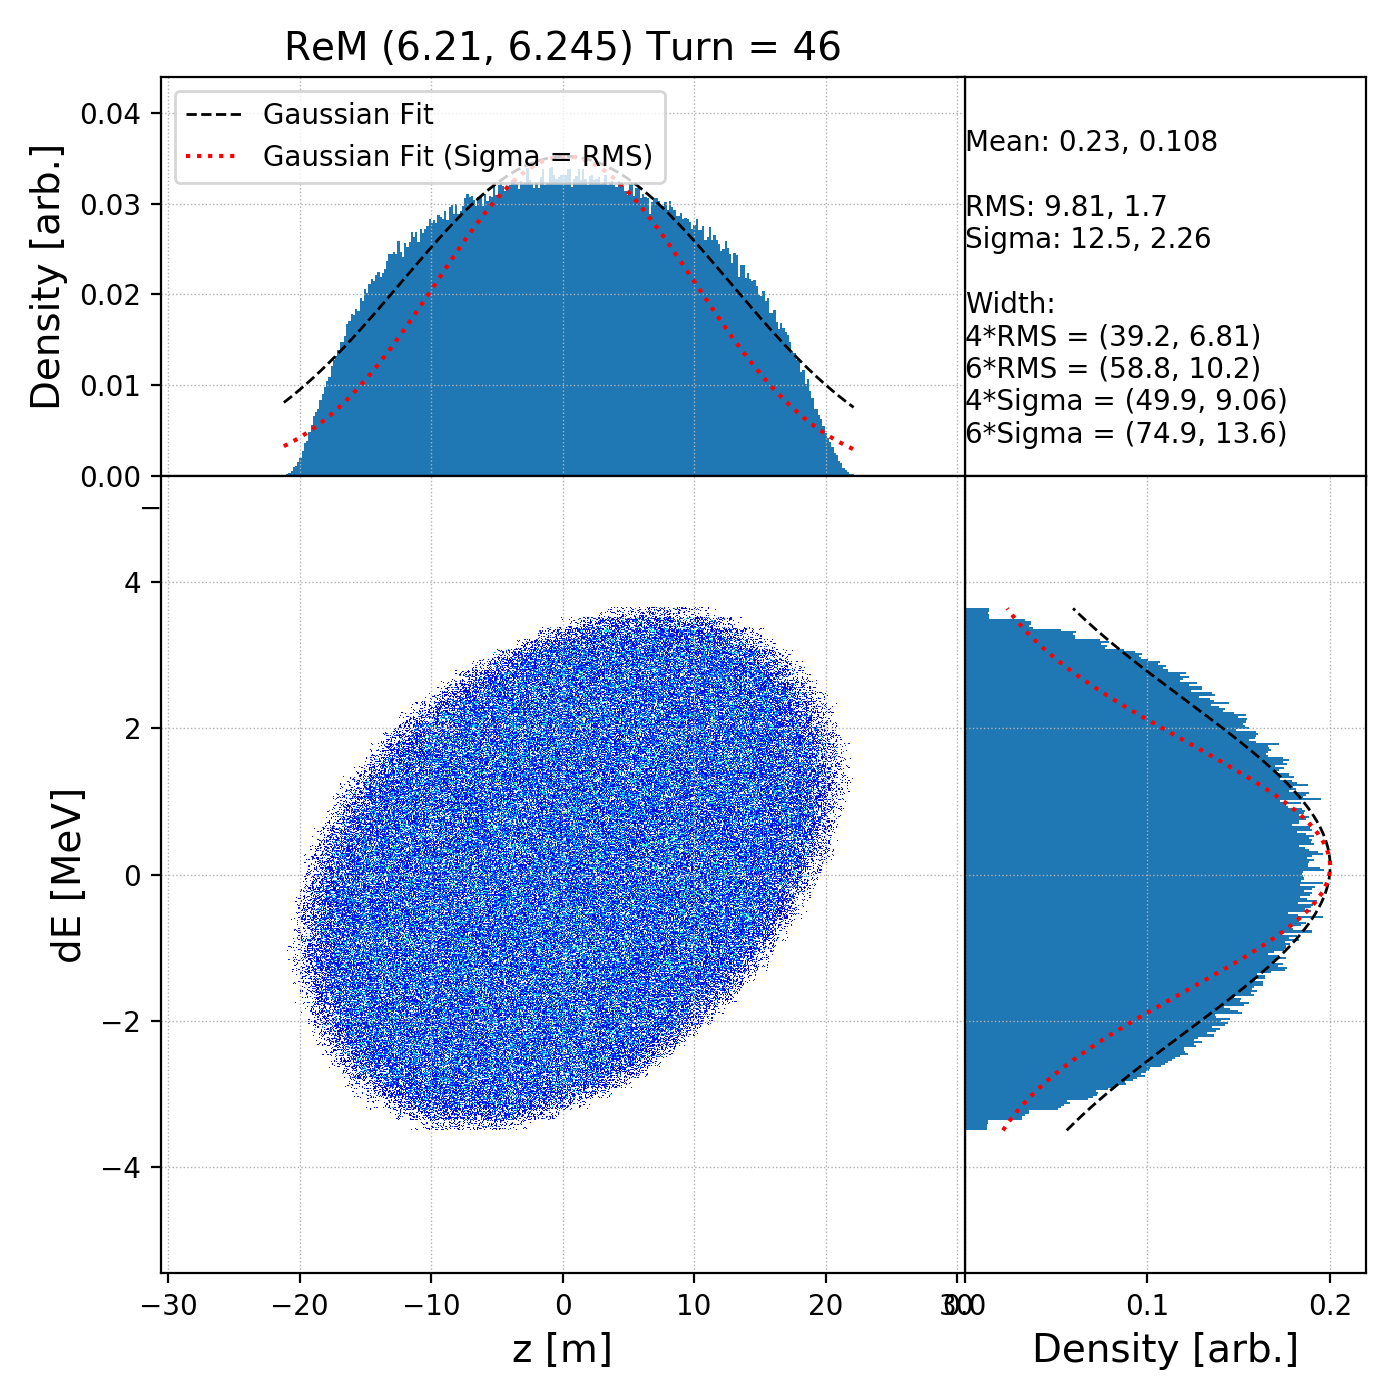 ReM (6.21, 6.245) Turn = 46
Gaussian Fit
Gaussian Fit (Sigma = RMS)
0.04
0.03
0.02
0.01
0.00
Density [arb.]
Mean: 0.23, 0.108
RMS: 9.81, 1.7
Sigma: 12.5, 2.26
Width:
4*RMS = (39.2, 6.81)
6*RMS = (58.8, 10.2)
4*Sigma = (49.9, 9.06)
6*Sigma = (74.9, 13.6)
−
4
2
0
−2
−4
dE [MeV]
−30 −20 −10 0 10 20 30
z [m]
0.0 0.1 0.2
Density [arb.]